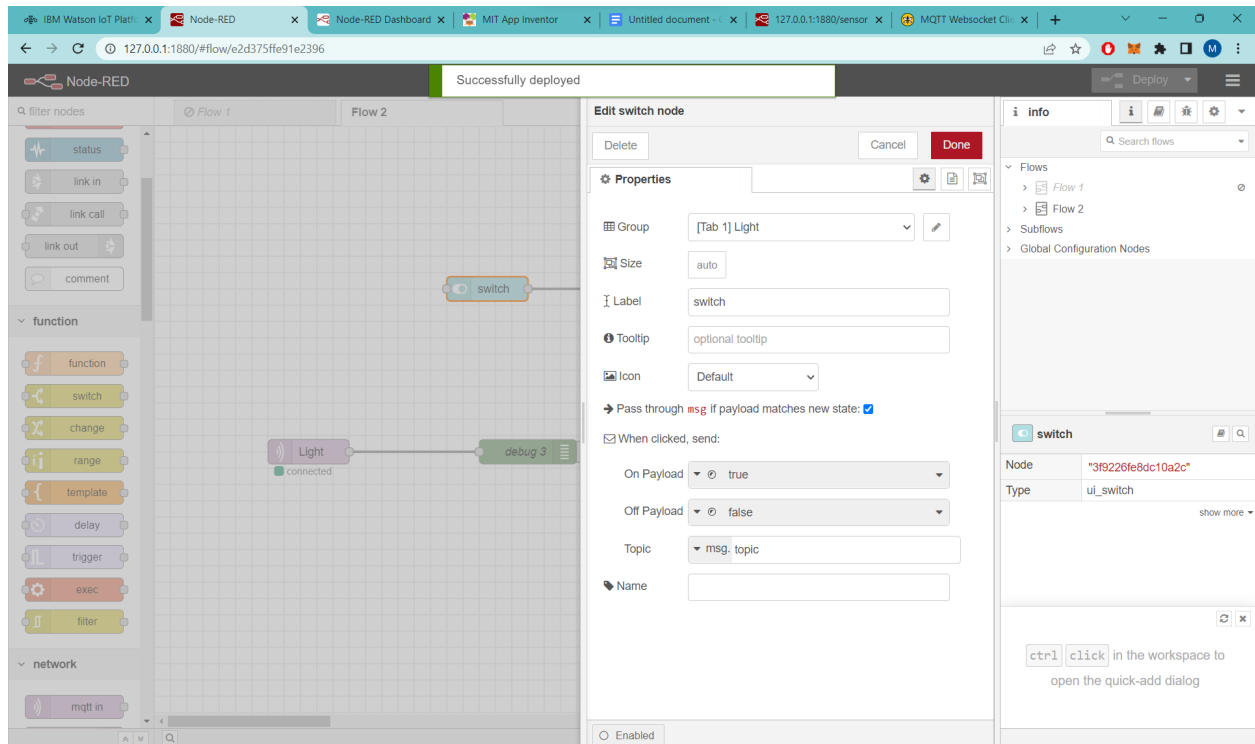 IBM Watson IoT Platfo
Node-RED
Node-RED Dashboard
MIT App Inventor
Untitled document - G
127.0.0.1:1880/sensor
MQTT Websocket Clie
127.0.0.1:1880/#flow/e2d375ffe91e2396
M
Node-RED
Successfully deployed
Deploy
filter nodes
Flow 1
Flow 2
Edit switch node
i info
Delete
Cancel
Done
Search flows
status
link in
link call
link out
comment
function
function
switch
change
range
template
delay
trigger
exec
filter
network
mqtt in
switch
Light
connected
debug 3
Properties
Group
[Tab 1] Light
Size
auto
Label
switch
Tooltip
optional tooltip
Icon
Default
Pass through msg if payload matches new state:
When clicked, send:
On Payload
true
Off Payload
false
Topic
msg. topic
Name
Enabled
Flows
Flow 1
Flow 2
Subflows
Global Configuration Nodes
switch
Node "3f9226fe8dc10a2c"
Type ui_switch
show more
ctrl click in the workspace to
open the quick-add dialog